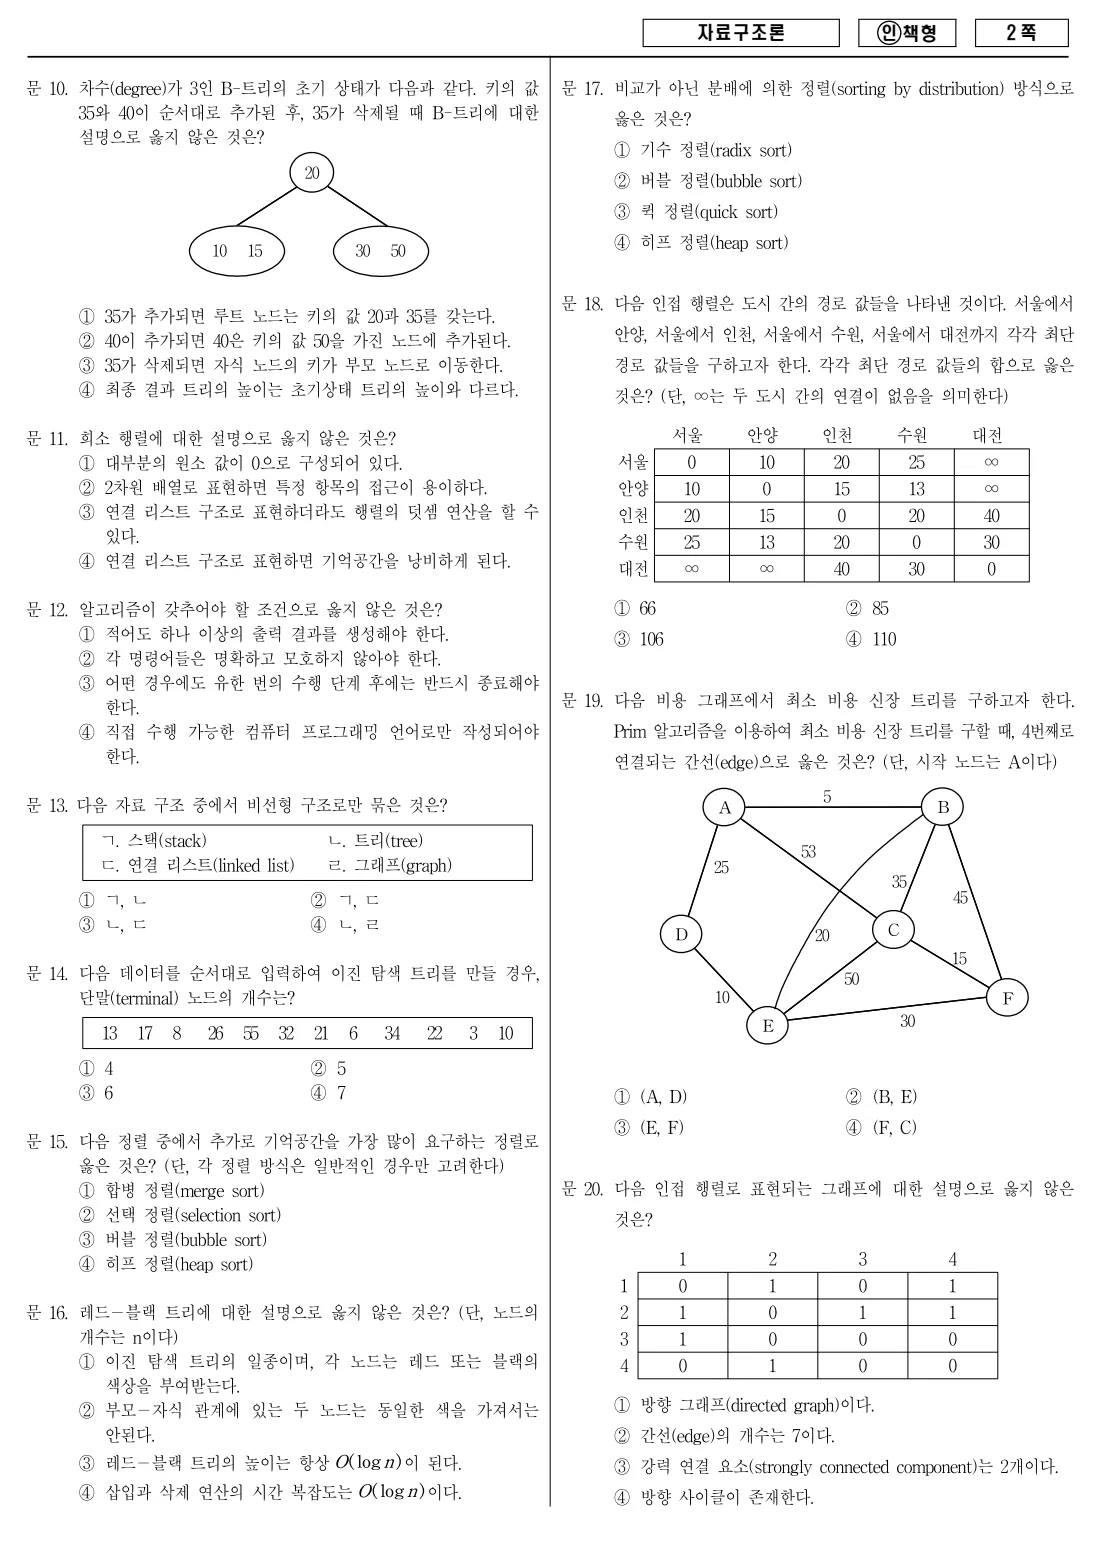 자료구조론 ㉑책형 2 쪽
문 10. 차수(degree)가 3인 B-트리의 초기 상태가 다음과 같다. 키의 값
35와 40이 순서대로 추가된 후, 35가 삭제될 때 B-트리에 대한
설명으로 옳지 않은 것은?
20
10 15 30 50
① 35가 추가되면 루트 노드는 키의 값 20과 35를 갖는다.
② 40이 추가되면 40은 키의 값 50을 가진 노드에 추가된다.
③ 35가 삭제되면 자식 노드의 키가 부모 노드로 이동한다.
④ 최종 결과 트리의 높이는 초기상태 트리의 높이와 다르다.
문 11. 희소 행렬에 대한 설명으로 옳지 않은 것은?
① 대부분의 원소 값이 0으로 구성되어 있다.
② 2차원 배열로 표현하면 특정 항목의 접근이 용이하다.
③ 연결 리스트 구조로 표현하더라도 행렬의 덧셈 연산을 할 수
있다.
④ 연결 리스트 구조로 표현하면 기억공간을 낭비하게 된다.
문 12. 알고리즘이 갖추어야 할 조건으로 옳지 않은 것은?
① 적어도 하나 이상의 출력 결과를 생성해야 한다.
② 각 명령어들은 명확하고 모호하지 않아야 한다.
③ 어떤 경우에도 유한 번의 수행 단계 후에는 반드시 종료해야
한다.
④ 직접 수행 가능한 컴퓨터 프로그래밍 언어로만 작성되어야
한다.
문 13. 다음 자료 구조 중에서 비선형 구조로만 묶은 것은?
ㄱ. 스택(stack) ㄴ. 트리(tree)
ㄷ. 연결 리스트(linked list) ㄹ. 그래프(graph)
① ㄱ, ㄴ ② ㄱ, ㄷ
③ ㄴ, ㄷ ④ ㄴ, ㄹ
문 14. 다음 데이터를 순서대로 입력하여 이진 탐색 트리를 만들 경우,
단말(terminal) 노드의 개수는?
13 17 8 26 55 32 21 6 34 22 3 10
① 4 ② 5
③ 6 ④ 7
문 15. 다음 정렬 중에서 추가로 기억공간을 가장 많이 요구하는 정렬로
옳은 것은? (단, 각 정렬 방식은 일반적인 경우만 고려한다)
① 합병 정렬(merge sort)
② 선택 정렬(selection sort)
③ 버블 정렬(bubble sort)
④ 히프 정렬(heap sort)
문 16. 레드-블랙 트리에 대한 설명으로 옳지 않은 것은? (단, 노드의
개수는 n이다)
① 이진 탐색 트리의 일종이며, 각 노드는 레드 또는 블랙의
색상을 부여받는다.
② 부모-자식 관계에 있는 두 노드는 동일한 색을 가져서는
안된다.
③ 레드-블랙 트리의 높이는 항상 O(log n)이 된다.
④ 삽입과 삭제 연산의 시간 복잡도는 O(log n)이다.
문 17. 비교가 아닌 분배에 의한 정렬(sorting by distribution) 방식으로
옳은 것은?
① 기수 정렬(radix sort)
② 버블 정렬(bubble sort)
③ 퀵 정렬(quick sort)
④ 히프 정렬(heap sort)
문 18. 다음 인접 행렬은 도시 간의 경로 값들을 나타낸 것이다. 서울에서
안양, 서울에서 인천, 서울에서 수원, 서울에서 대전까지 각각 최단
경로 값들을 구하고자 한다. 각각 최단 경로 값들의 합으로 옳은
것은? (단, ∞는 두 도시 간의 연결이 없음을 의미한다)
서울 안양 인천 수원 대전
서울 0 10 20 25 ∞
안양 10 0 15 13 ∞
인천 20 15 0 20 40
수원 25 13 20 0 30
대전 ∞ ∞ 40 30 0
① 66 ② 85
③ 106 ④ 110
문 19. 다음 비용 그래프에서 최소 비용 신장 트리를 구하고자 한다.
Prim 알고리즘을 이용하여 최소 비용 신장 트리를 구할 때, 4번째로
연결되는 간선(edge)으로 옳은 것은? (단, 시작 노드는 A이다)
A 5 B
53
25 35
45
D 20 C
15
50
10 F
E 30
① (A, D) ② (B, E)
③ (E, F) ④ (F, C)
문 20. 다음 인접 행렬로 표현되는 그래프에 대한 설명으로 옳지 않은
것은?
1 2 3 4
1 0 1 0 1
2 1 0 1 1
3 1 0 0 0
4 0 1 0 0
① 방향 그래프(directed graph)이다.
② 간선(edge)의 개수는 7이다.
③ 강력 연결 요소(strongly connected component)는 2개이다.
④ 방향 사이클이 존재한다.